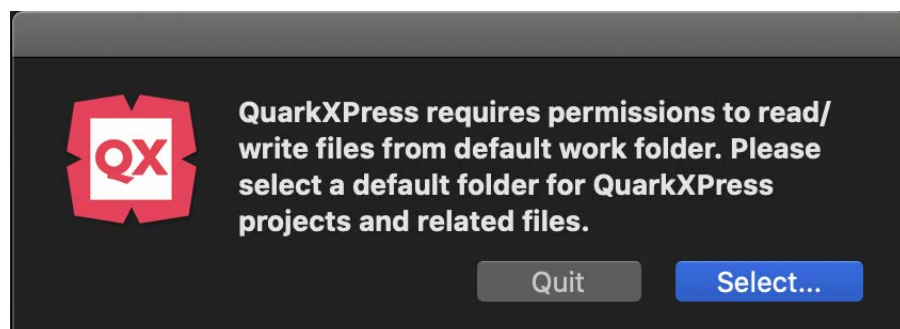 QX
QuarkXPress requires permissions to read/
write files from default work folder. Please
select a default folder for QuarkXPress
projects and related files.
Quit
Select...